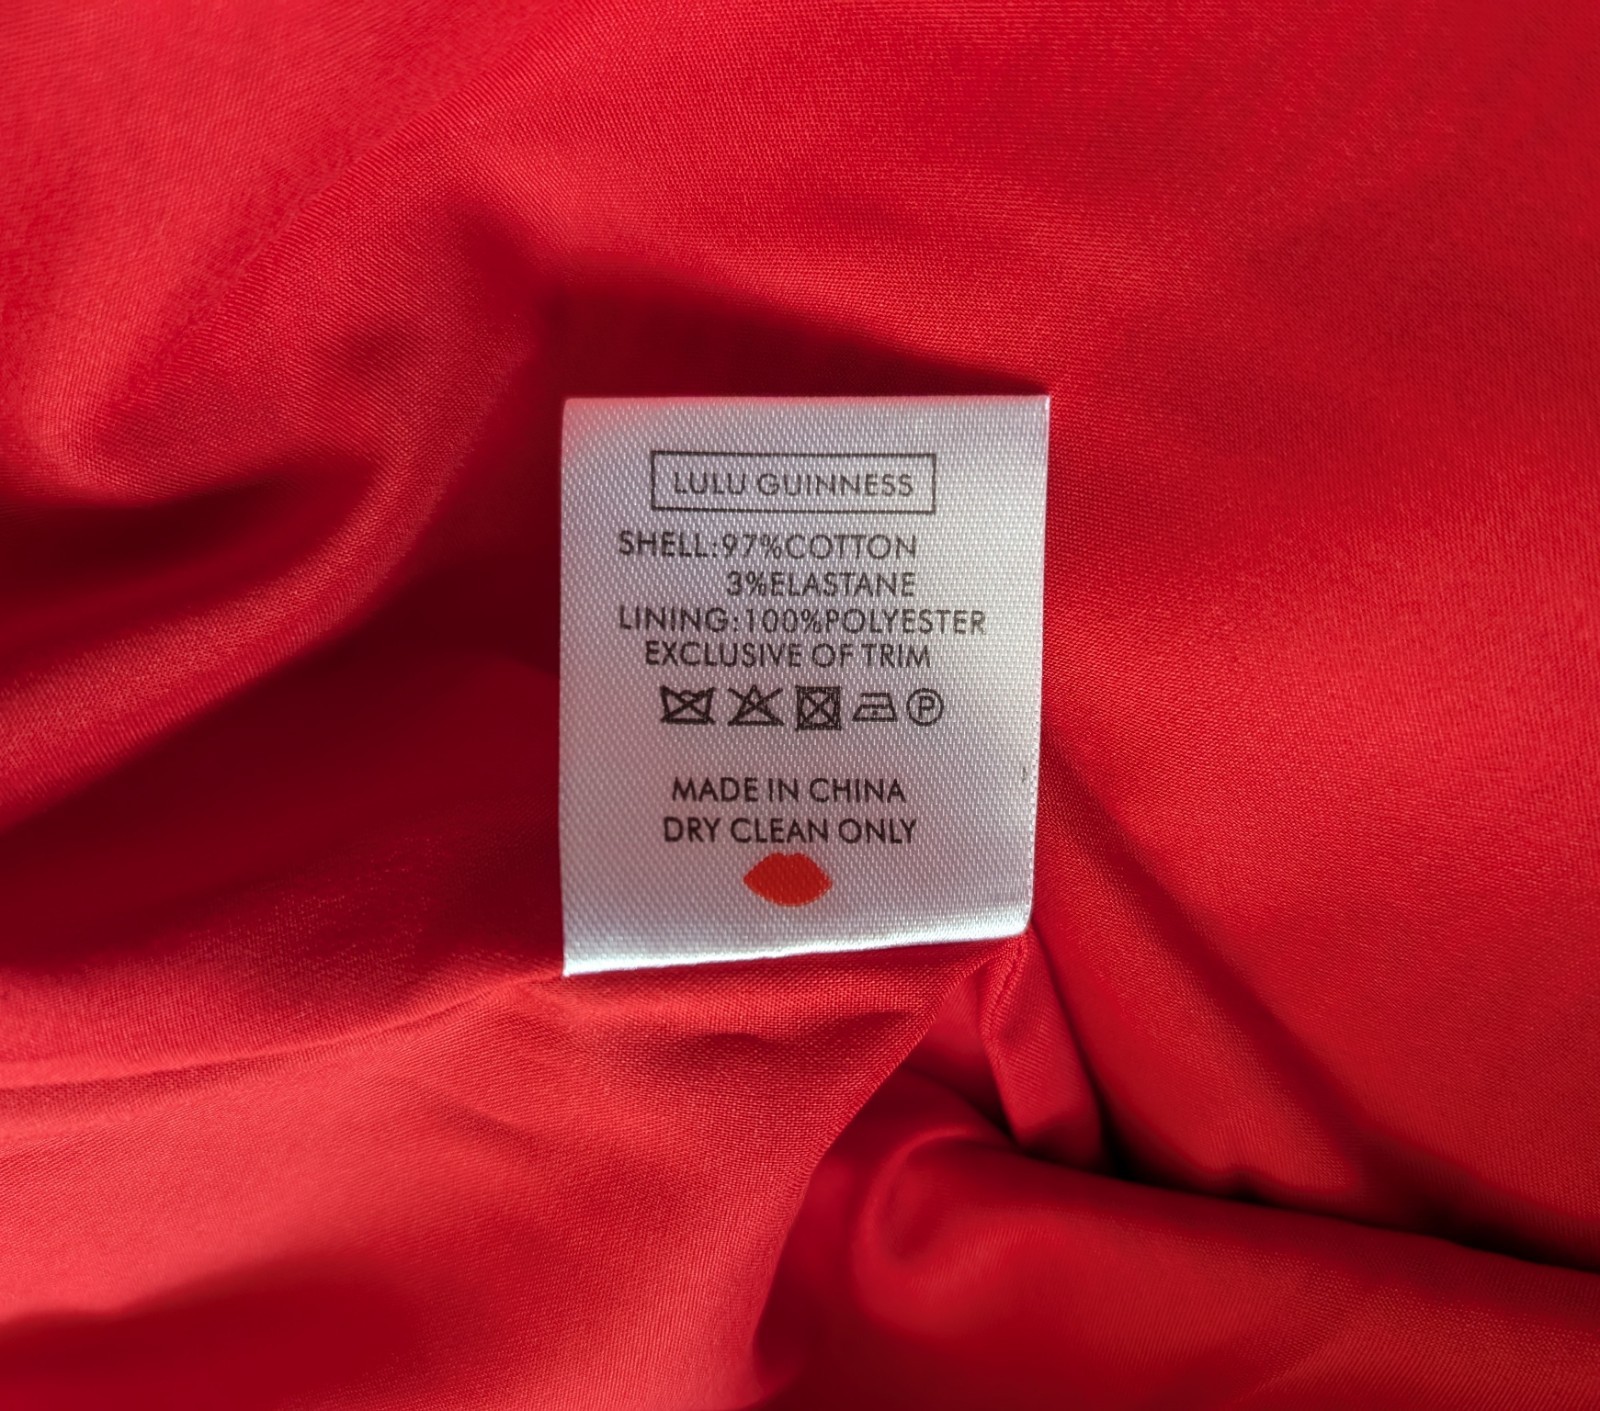 LULU GUINNESS
SHELL:97%COTTON
3%ELASTANE
LINING:100%POLYESTER
EXCLUSIVE OF TRIM
P
MADE IN CHINA
DRY CLEAN ONLY